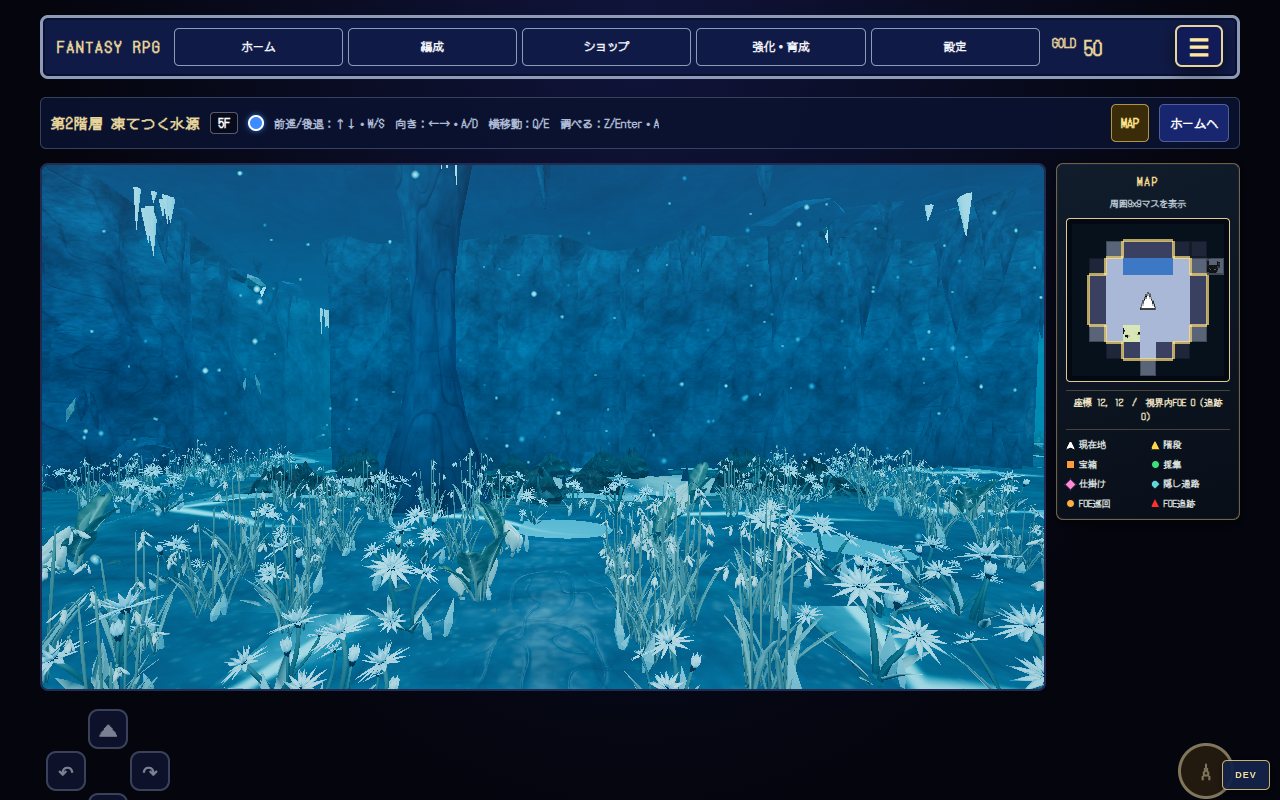 FANTASY RPG
ホーム
編成
ショップ
強化・育成
設定
GOLD 50
第2階層 凍てつく水源
5F
前進/後退：↑↓・W/S 向き：←→・A/D 横移動：Q/E 調べる：Z/Enter・A
MAP
ホームへ
MAP
周囲9x9マスを表示
座標 12, 12 / 視界内FOE 0（追跡
0）
現在地
階段
宝箱
採集
仕掛け
隠し通路
FOE巡回
FOE追跡
A
DEV